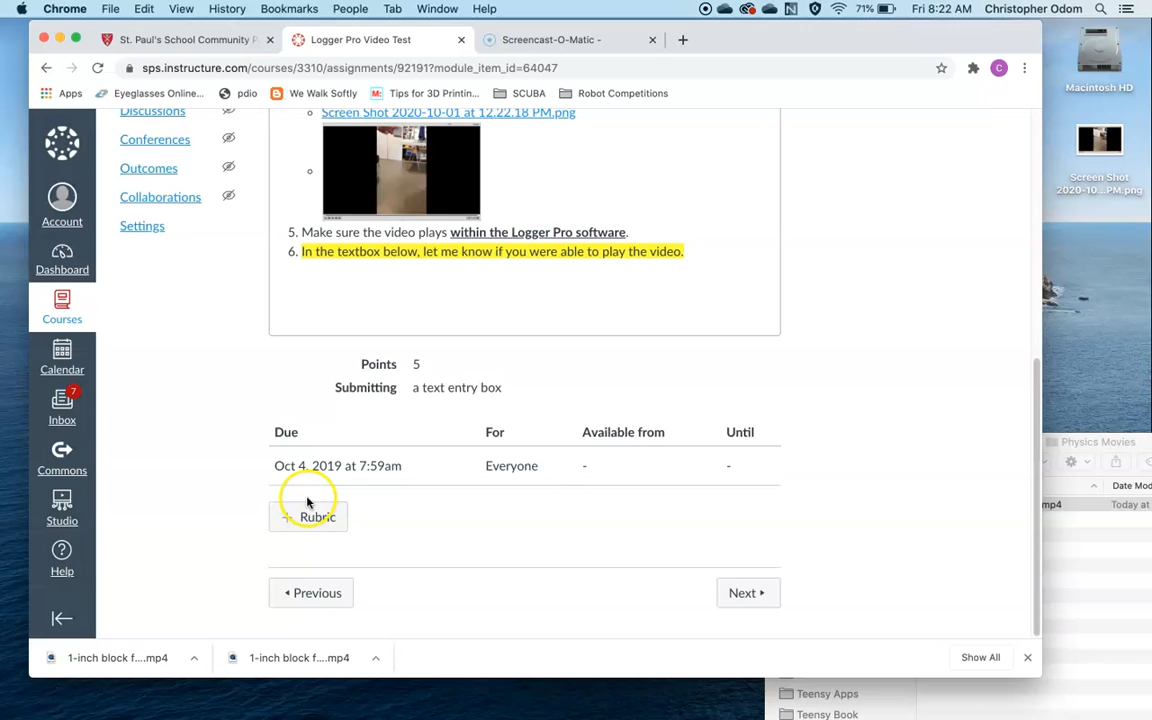 Chrome File Edit View History Bookmarks People Tab Window Help 71% Fri 8:22 AM Christopher Odom
St. Paul's School Community P Logger Pro Video Test Screencast-O-Matic -
sps.instructure.com/courses/3310/assignments/92191?module_item_id=64047
Apps Eyeglasses Online... pdio We Walk Softly Tips for 3D Printin... SCUBA Robot Competitions
Macintosh HD
Screen Shot
2020-10...PM.png
Discussions
Conferences
Outcomes
Collaborations
Settings
Account
Dashboard
Courses
Calendar
7
Inbox
Commons
Studio
Help
Screen Shot 2020-10-01 at 12.22.18 PM.png
5. Make sure the video plays within the Logger Pro software.
6. In the textbox below, let me know if you were able to play the video.
Points 5
Submitting a text entry box
Due For Available from Until
Oct 4, 2019 at 7:59am Everyone - -
+ Rubric
Previous Next
1-inch block f....mp4 1-inch block f....mp4 Show All
Physics Movies
Date Mod
mp4 Today at
Teensy Apps
Teensy Book